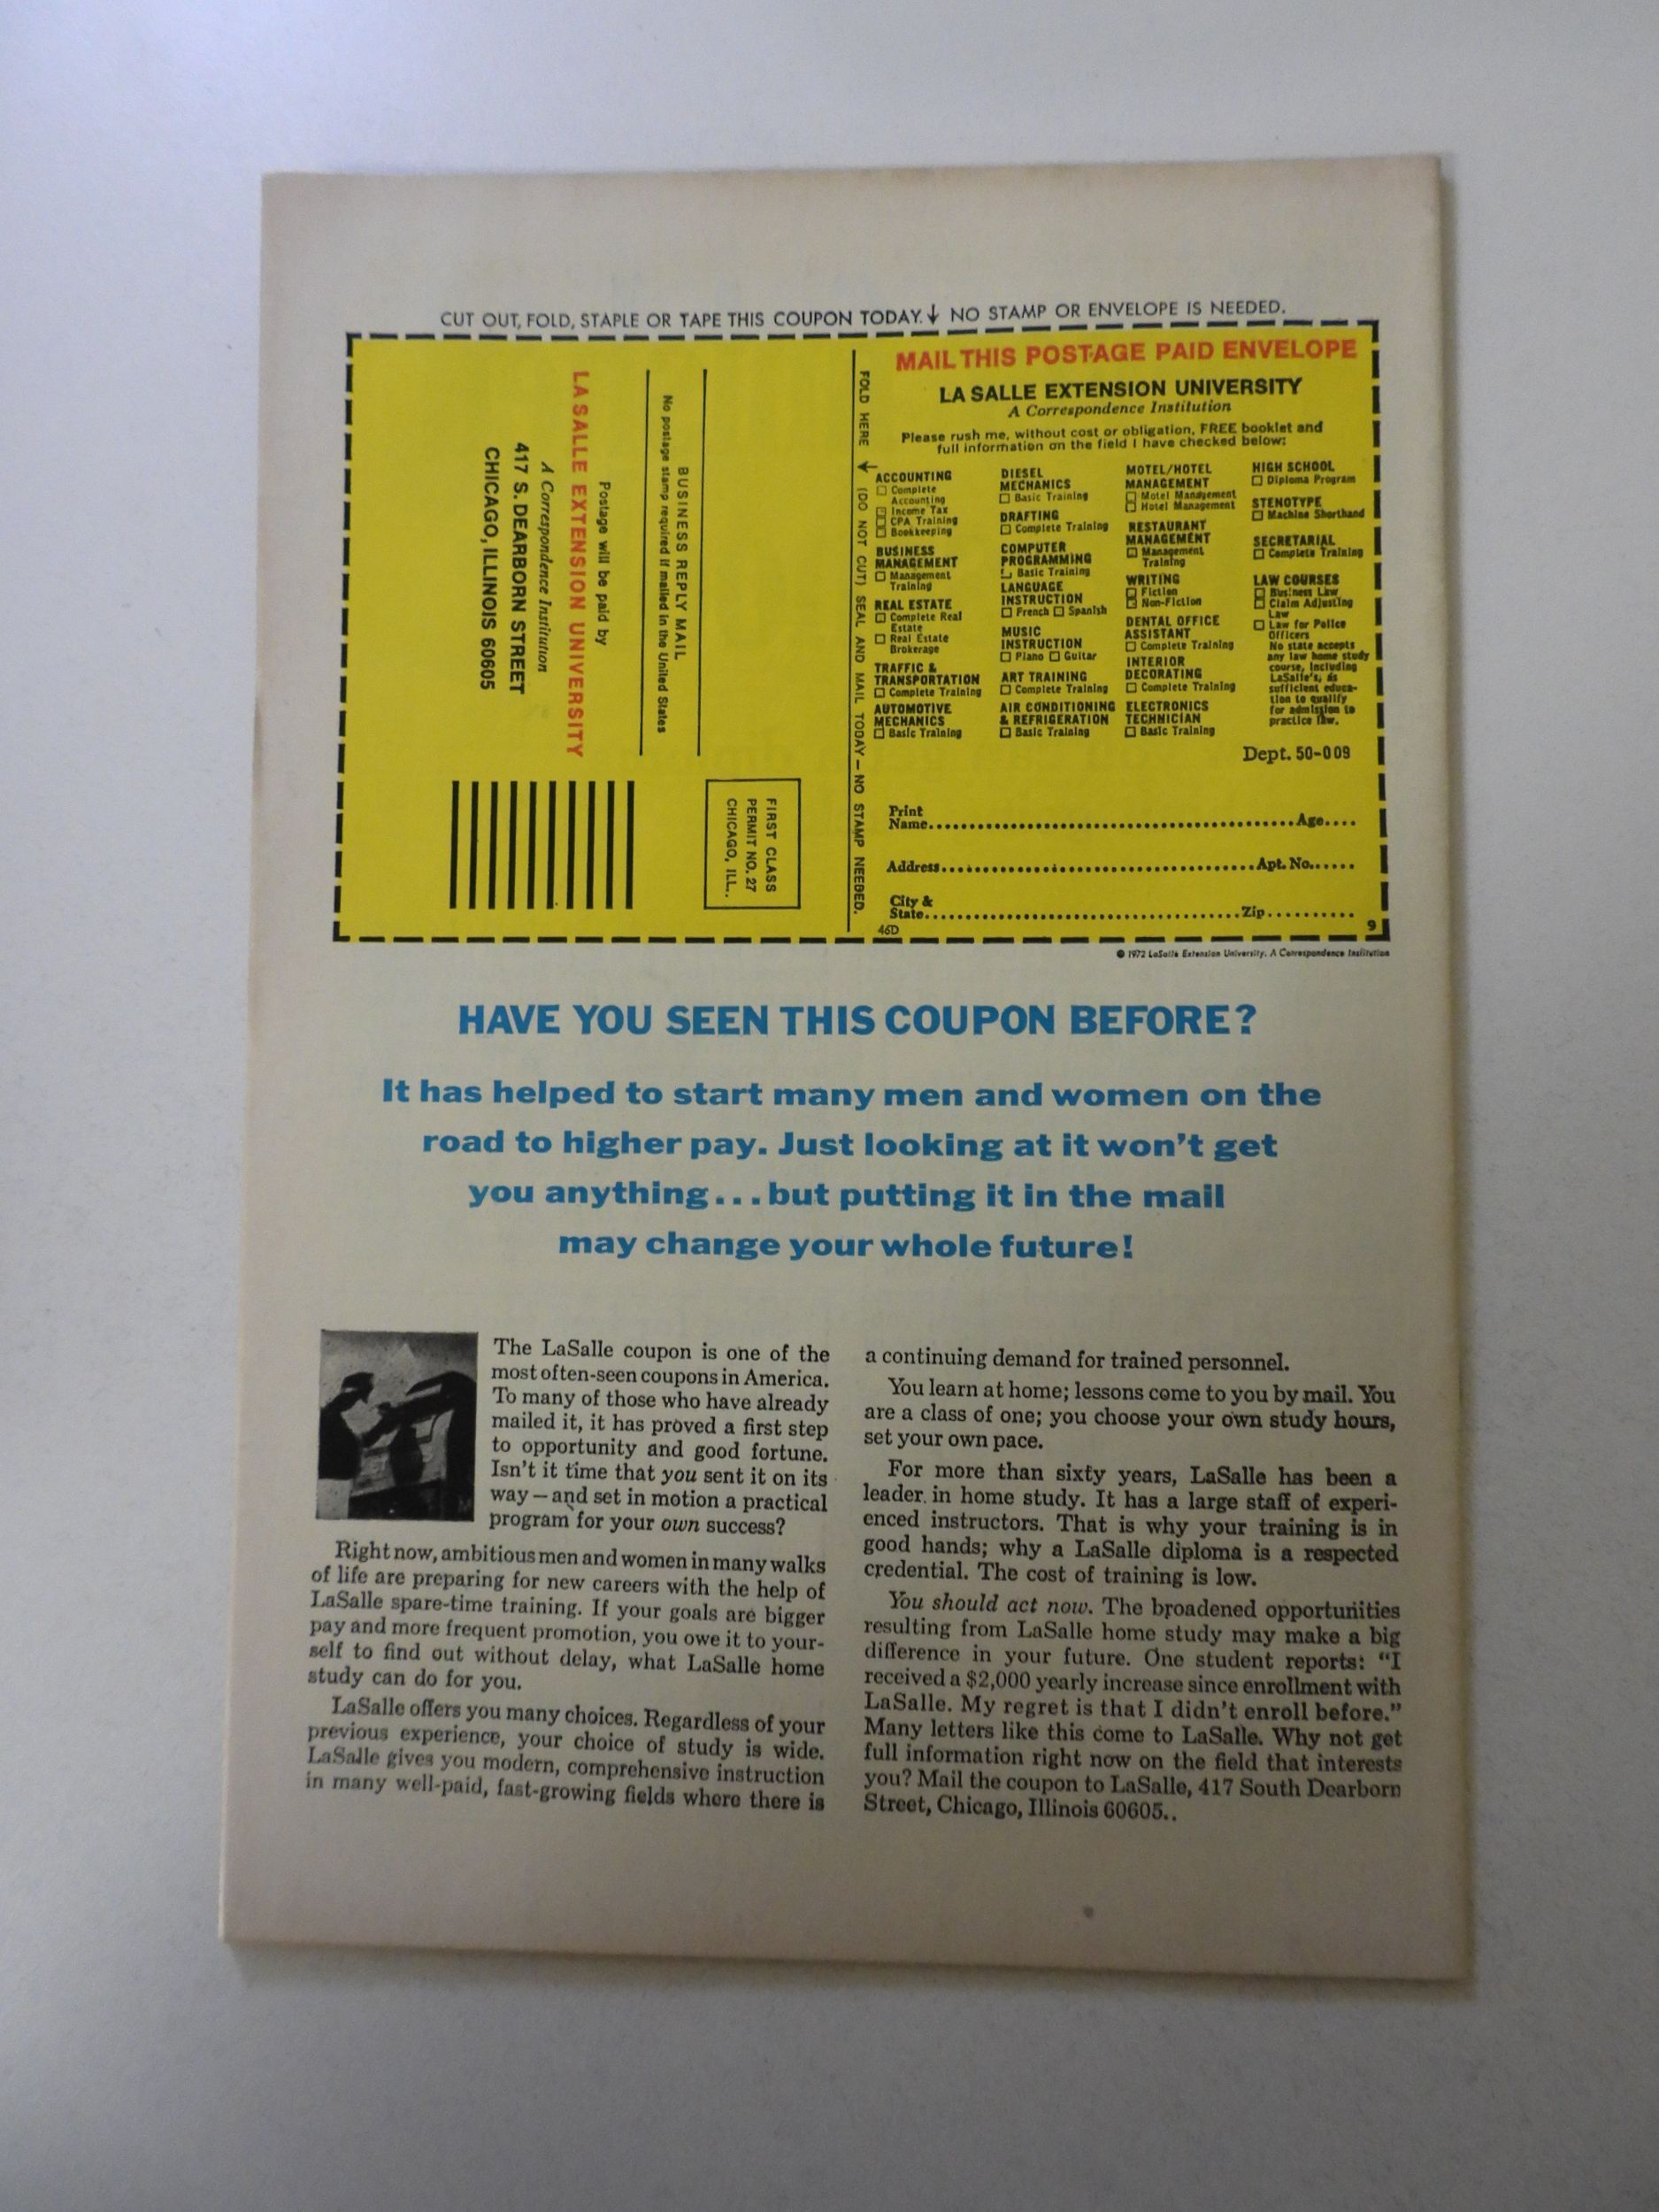 CUT OUT, FOLD, STAPLE OR TAPE THIS COUPON TODAY. ↓ NO STAMP OR ENVELOPE IS NEEDED.
FIRST CLASS
PERMIT NO. 27
CHICAGO, ILL.
BUSINESS REPLY MAIL
No postage stamp required if mailed in the United States
Postage will be paid by
LA SALLE EXTENSION UNIVERSITY
A Correspondence Institution
417 S. DEARBORN STREET
CHICAGO, ILLINOIS 60605
FOLD HERE ↓ (DO NOT CUT) SEAL AND MAIL TODAY — NO STAMP NEEDED.
MAIL THIS POSTAGE PAID ENVELOPE
LA SALLE EXTENSION UNIVERSITY
A Correspondence Institution
Please rush me, without cost or obligation, FREE booklet and
full information on the field I have checked below:
ACCOUNTING
☐ Complete
Accounting
☐ Income Tax
☐ CPA Training
☐ Bookkeeping
BUSINESS
MANAGEMENT
☐ Management
Training
REAL ESTATE
☐ Complete Real
Estate
☐ Real Estate
Brokerage
TRAFFIC &
TRANSPORTATION
☐ Complete Training
AUTOMOTIVE
MECHANICS
☐ Basic Training
DIESEL
MECHANICS
☐ Basic Training
DRAFTING
☐ Complete Training
COMPUTER
PROGRAMMING
☐ Basic Training
LANGUAGE
INSTRUCTION
☐ French ☐ Spanish
MUSIC
INSTRUCTION
☐ Piano ☐ Guitar
ART TRAINING
☐ Complete Training
AIR CONDITIONING
& REFRIGERATION
☐ Basic Training
MOTEL/HOTEL
MANAGEMENT
☐ Motel Management
☐ Hotel Management
RESTAURANT
MANAGEMENT
☐ Management
Training
WRITING
☐ Fiction
☐ Non-Fiction
DENTAL OFFICE
ASSISTANT
☐ Complete Training
INTERIOR
DECORATING
☐ Complete Training
ELECTRONICS
TECHNICIAN
☐ Basic Training
HIGH SCHOOL
☐ Diploma Program
STENOTYPE
☐ Machine Shorthand
SECRETARIAL
☐ Complete Training
LAW COURSES
☐ Business Law
☐ Claim Adjusting
Law
☐ Law for Police
Officers
No state accepts
any law home study
course, including
LaSalle's, as
sufficient educa-
tion to qualify
for admission to
practice law.
Dept. 50-009
Print
Name........ Age....
Address........ Apt. No......
City &
State........ Zip..........
46D 9
© 1972 LaSalle Extension University. A Correspondence Institution
HAVE YOU SEEN THIS COUPON BEFORE?
It has helped to start many men and women on the
road to higher pay. Just looking at it won't get
you anything...but putting it in the mail
may change your whole future!
The LaSalle coupon is one of the
most often-seen coupons in America.
To many of those who have already
mailed it, it has proved a first step
to opportunity and good fortune.
Isn't it time that you sent it on its
way — and set in motion a practical
program for your own success?
Right now, ambitious men and women in many walks
of life are preparing for new careers with the help of
LaSalle spare-time training. If your goals are bigger
pay and more frequent promotion, you owe it to your-
self to find out without delay, what LaSalle home
study can do for you.
LaSalle offers you many choices. Regardless of your
previous experience, your choice of study is wide.
LaSalle gives you modern, comprehensive instruction
in many well-paid, fast-growing fields where there is
a continuing demand for trained personnel.
You learn at home; lessons come to you by mail. You
are a class of one; you choose your own study hours,
set your own pace.
For more than sixty years, LaSalle has been a
leader in home study. It has a large staff of experi-
enced instructors. That is why your training is in
good hands; why a LaSalle diploma is a respected
credential. The cost of training is low.
You should act now. The broadened opportunities
resulting from LaSalle home study may make a big
difference in your future. One student reports: "I
received a $2,000 yearly increase since enrollment with
LaSalle. My regret is that I didn't enroll before."
Many letters like this come to LaSalle. Why not get
full information right now on the field that interests
you? Mail the coupon to LaSalle, 417 South Dearborn
Street, Chicago, Illinois 60605..